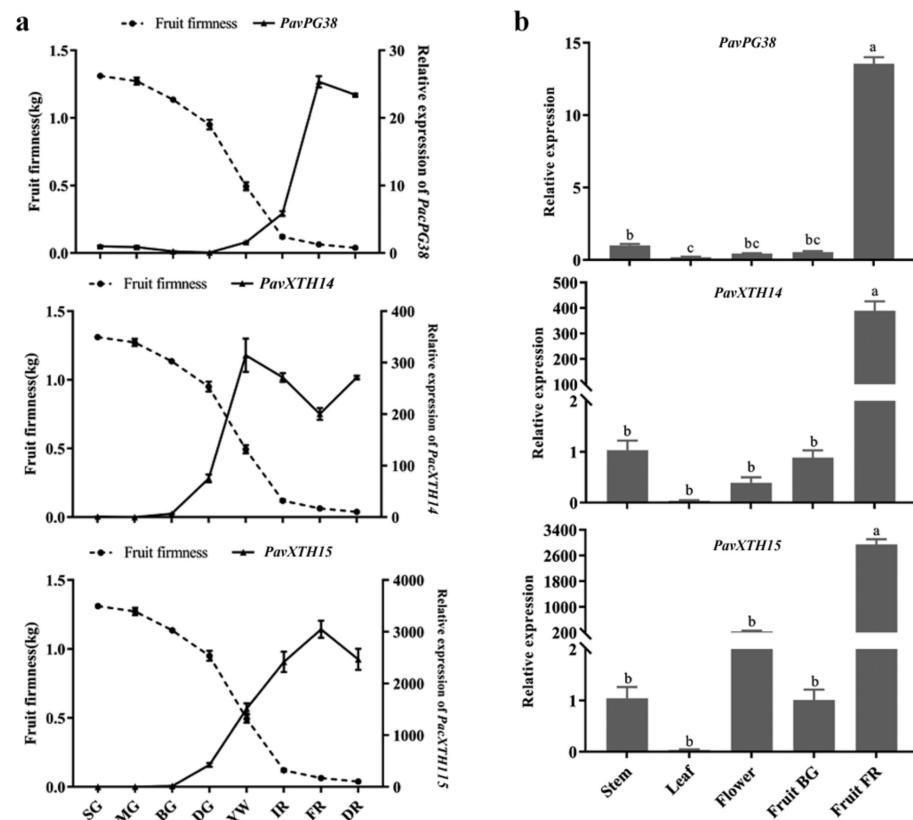 a
Fruit firmness PavPG38
Fruit firmness(kg)
1.5
1.0
0.5
0.0
30
20
10
0
Relative expression of PacPG38
Fruit firmness PavXTH14
Fruit firmness(kg)
1.5
1.0
0.5
0.0
400
300
200
100
0
Relative expression of PacXTH14
Fruit firmness PavXTH15
Fruit firmness(kg)
1.5
1.0
0.5
0.0
4000
3000
2000
1000
0
Relative expression of PacXTH115
SG MG BG DG YW IR FR DR
b
PavPG38
Relative expression
15
10
5
0
b c bc bc a
PavXTH14
Relative expression
500
400
300
200
100
2
1
0
b b b b a
PavXTH15
Relative expression
3400
2600
1800
1000
200
2
1
0
b b b b a
Stem Leaf Flower Fruit BG Fruit FR